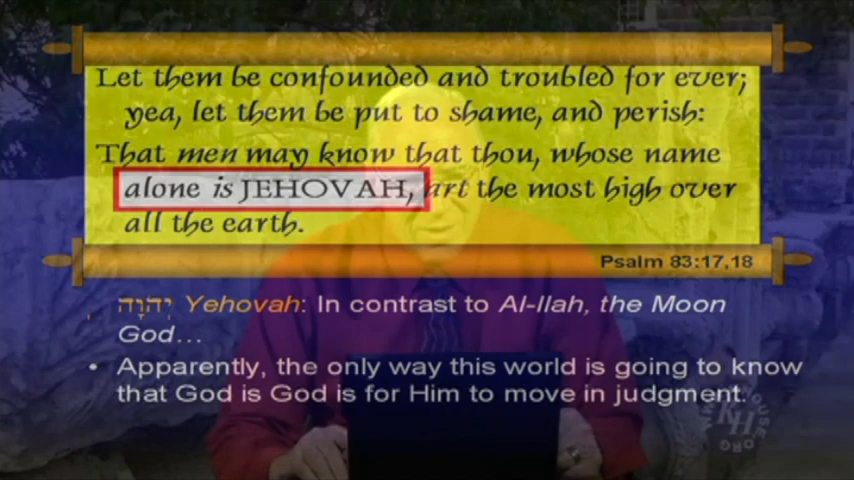 Let them be confounded and troubled for ever;
yea, let them be put to shame, and perish:
That men may know that thou, whose name
alone is JEHOVAH, art the most high over
all the earth.
Psalm 83:17,18
יְהֹוָה Yehovah: In contrast to Al-Ilah, the Moon
God...
• Apparently, the only way this world is going to know
that God is God is for Him to move in judgment.
KH